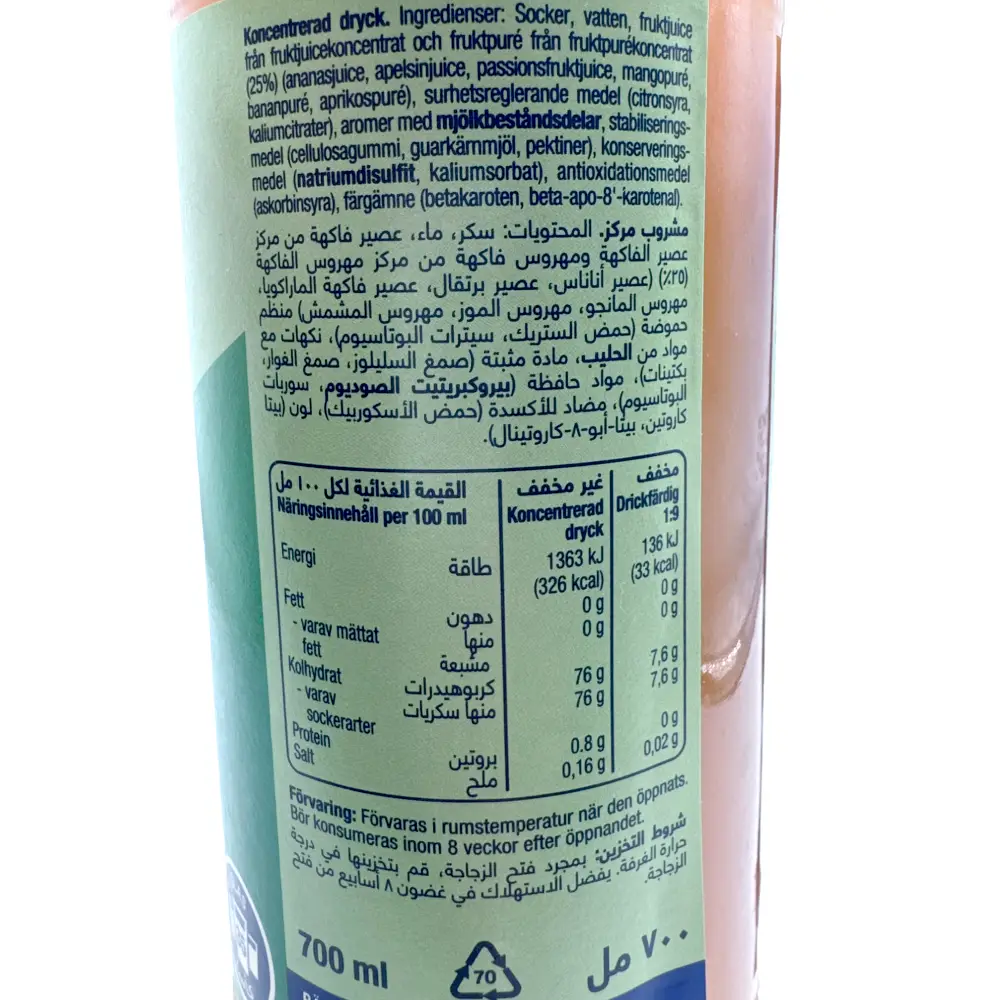 Koncentrerad dryck. Ingredienser: Socker, vatten, fruktjuice
från fruktjuicekoncentrat och fruktpuré från fruktpurékoncentrat
(25%) (ananasjuice, apelsinjuice, passionsfruktjuice, mangopuré,
bananpuré, aprikospuré), surhetsreglerande medel (citronsyra,
kaliumcitrater), aromer med mjölkbeståndsdelar, stabiliserings-
medel (cellulosagummi, guarkärnmjöl, pektiner), konserverings-
medel (natriumdisulfit, kaliumsorbat), antioxidationsmedel
(askorbinsyra), färgämne (betakaroten, beta-apo-8'-karotenal).
مشروب مركز. المحتويات: سكر، ماء، عصير فاكهة من مركز
عصير الفاكهة ومهروس فاكهة من مركز مهروس الفاكهة
(٢٥٪) (عصير أناناس، عصير برتقال، عصير فاكهة الماراكويا،
مهروس المانجو، مهروس الموز، مهروس المشمش) منظم
حموضة (حمض الستريك، سيترات البوتاسيوم)، نكهات مع
مواد من الحليب، مادة مثبتة (صمغ السليلوز، صمغ الغوار،
بكتينات)، مواد حافظة (بيروكبريتيت الصوديوم، سوربات
البوتاسيوم)، مضاد للأكسدة (حمض الأسكوربيك)، لون (بيتا
كاروتين، بيتا-أبو-٨-كاروتينال).
القيمة الغذائية لكل ١٠٠ مل غير مخفف مخفف
Näringsinnehåll per 100 ml Koncentrerad dryck Drickfärdig 1:9
Energi طاقة 1363 kJ 136 kJ
(326 kcal) (33 kcal)
Fett دهون 0 g 0 g
- varav mättat fett منها مشبعة 0 g 0 g
Kolhydrat كربوهيدرات 76 g 7,6 g
- varav sockerarter منها سكريات 76 g 7,6 g
Protein بروتين 0.8 g 0 g
Salt ملح 0,16 g 0,02 g
Förvaring: Förvaras i rumstemperatur när den öppnats.
Bör konsumeras inom 8 veckor efter öppnandet.
شروط التخزين: بمجرد فتح الزجاجة، قم بتخزينها في درجة
حرارة الغرفة. يفضل الاستهلاك في غضون ٨ أسابيع من فتح
الزجاجة.
700 ml 70 ٧٠٠ مل